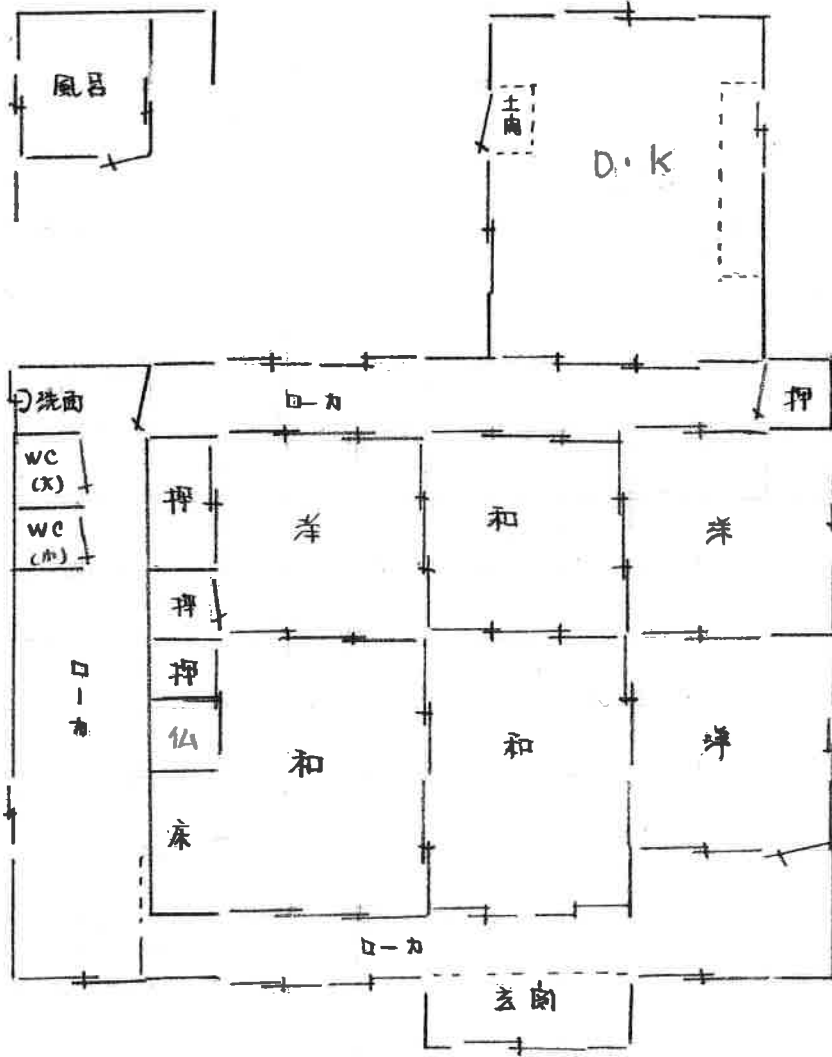 風呂
土間
D・K
洗面
ローカ
押
WC
(大)
WC
(小)
押
洋
和
洋
押
押
仏
床
ローカ
和
和
洋
ローカ
玄関